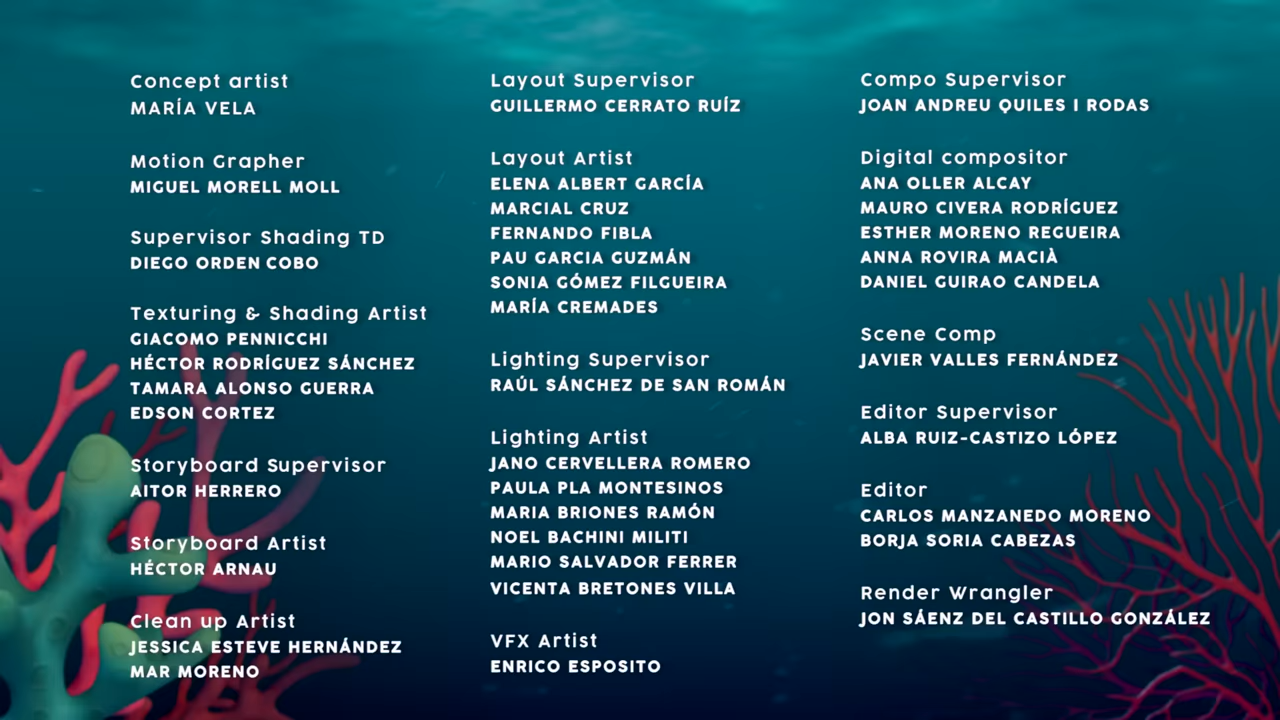 Concept artist
MARÍA VELA
Motion Grapher
MIGUEL MORELL MOLL
Supervisor Shading TD
DIEGO ORDEN COBO
Texturing & Shading Artist
GIACOMO PENNICCHI
HÉCTOR RODRÍGUEZ SÁNCHEZ
TAMARA ALONSO GUERRA
EDSON CORTEZ
Storyboard Supervisor
AITOR HERRERO
Storyboard Artist
HÉCTOR ARNAU
Clean up Artist
JESSICA ESTEVE HERNÁNDEZ
MAR MORENO
Layout Supervisor
GUILLERMO CERRATO RUÍZ
Layout Artist
ELENA ALBERT GARCÍA
MARCIAL CRUZ
FERNANDO FIBLA
PAU GARCIA GUZMÁN
SONIA GÓMEZ FILGUEIRA
MARÍA CREMADES
Lighting Supervisor
RAÚL SÁNCHEZ DE SAN ROMÁN
Lighting Artist
JANO CERVELLERA ROMERO
PAULA PLA MONTESINOS
MARIA BRIONES RAMÓN
NOEL BACHINI MILITI
MARIO SALVADOR FERRER
VICENTA BRETONES VILLA
VFX Artist
ENRICO ESPOSITO
Compo Supervisor
JOAN ANDREU QUILES I RODAS
Digital compositor
ANA OLLER ALCAY
MAURO CIVERA RODRÍGUEZ
ESTHER MORENO REGUEIRA
ANNA ROVIRA MACIÀ
DANIEL GUIRAO CANDELA
Scene Comp
JAVIER VALLES FERNÁNDEZ
Editor Supervisor
ALBA RUIZ-CASTIZO LÓPEZ
Editor
CARLOS MANZANEDO MORENO
BORJA SORIA CABEZAS
Render Wrangler
JON SÁENZ DEL CASTILLO GONZÁLEZ